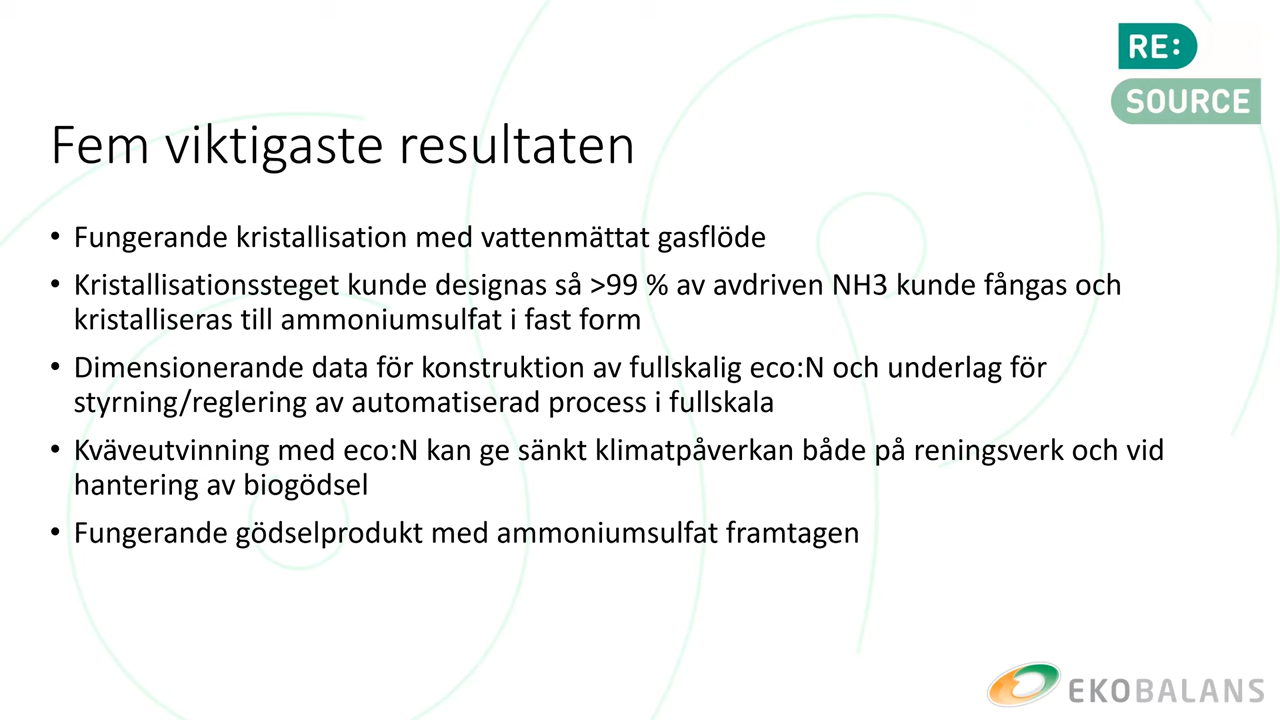 RE:
SOURCE
Fem viktigaste resultaten
• Fungerande kristallisation med vattenmättat gasflöde
• Kristallisationssteget kunde designas så >99 % av avdriven NH3 kunde fångas och
kristalliseras till ammoniumsulfat i fast form
• Dimensionerande data för konstruktion av fullskalig eco:N och underlag för
styrning/reglering av automatiserad process i fullskala
• Kväveutvinning med eco:N kan ge sänkt klimatpåverkan både på reningsverk och vid
hantering av biogödsel
• Fungerande gödselprodukt med ammoniumsulfat framtagen
EKOBALANS